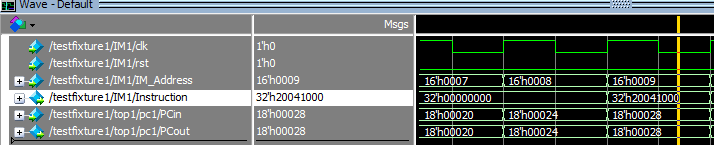 Wave - Default
Msgs
/testfixture1/IM1/clk 1'h0
/testfixture1/IM1/rst 1'h0
/testfixture1/IM1/IM_Address 16'h0009 16'h0007 16'h0008 16'h0009
/testfixture1/IM1/Instruction 32'h20041000 32'h00000000 32'h20041000
/testfixture1/top1/pc1/PCin 18'h00028 18'h00020 18'h00024 18'h00028
/testfixture1/top1/pc1/PCout 18'h00028 18'h00020 18'h00024 18'h00028